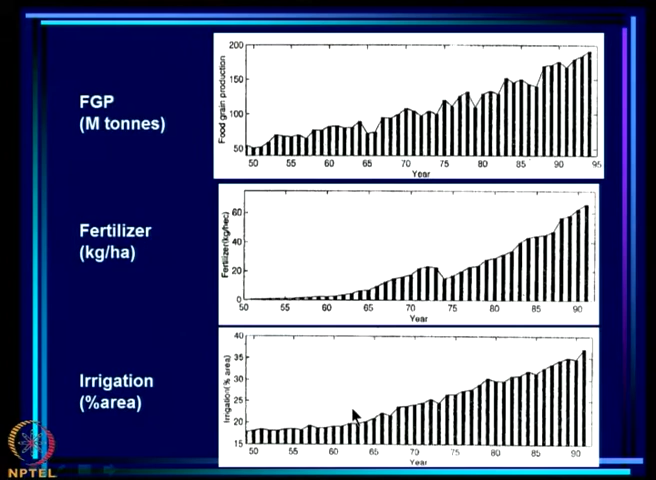 FGP
(M tonnes)
Food grain production
200
150
100
50
50 55 60 65 70 75 80 85 90 95
Year
Fertilizer
(kg/ha)
Fertilizer(kg/hec)
60
40
20
0
50 55 60 65 70 75 80 85 90
Year
Irrigation
(%area)
Irrigation(% area)
40
35
30
25
20
15
50 55 60 65 70 75 80 85 90
Year
NPTEL